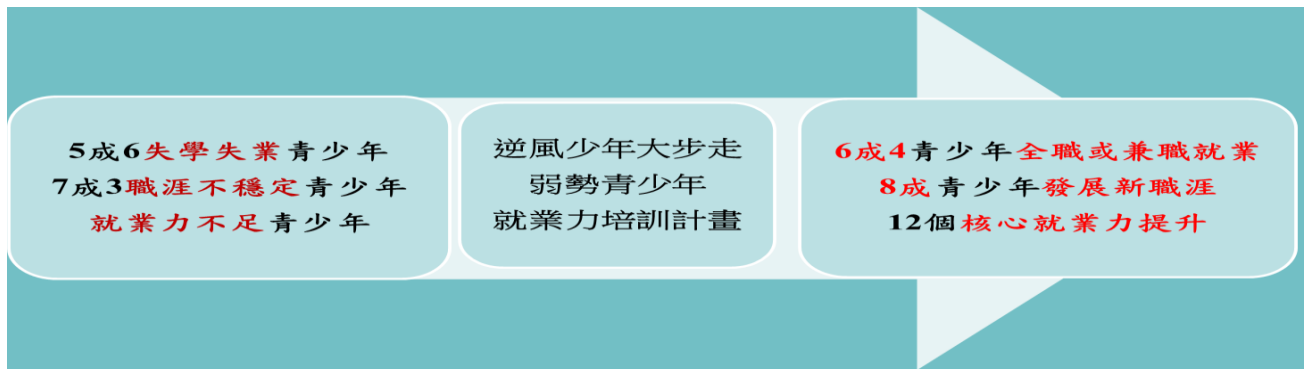 5成6失學失業青少年
7成3職涯不穩定青少年
就業力不足青少年
逆風少年大步走
弱勢青少年
就業力培訓計畫
6成4青少年全職或兼職就業
8成青少年發展新職涯
12個核心就業力提升